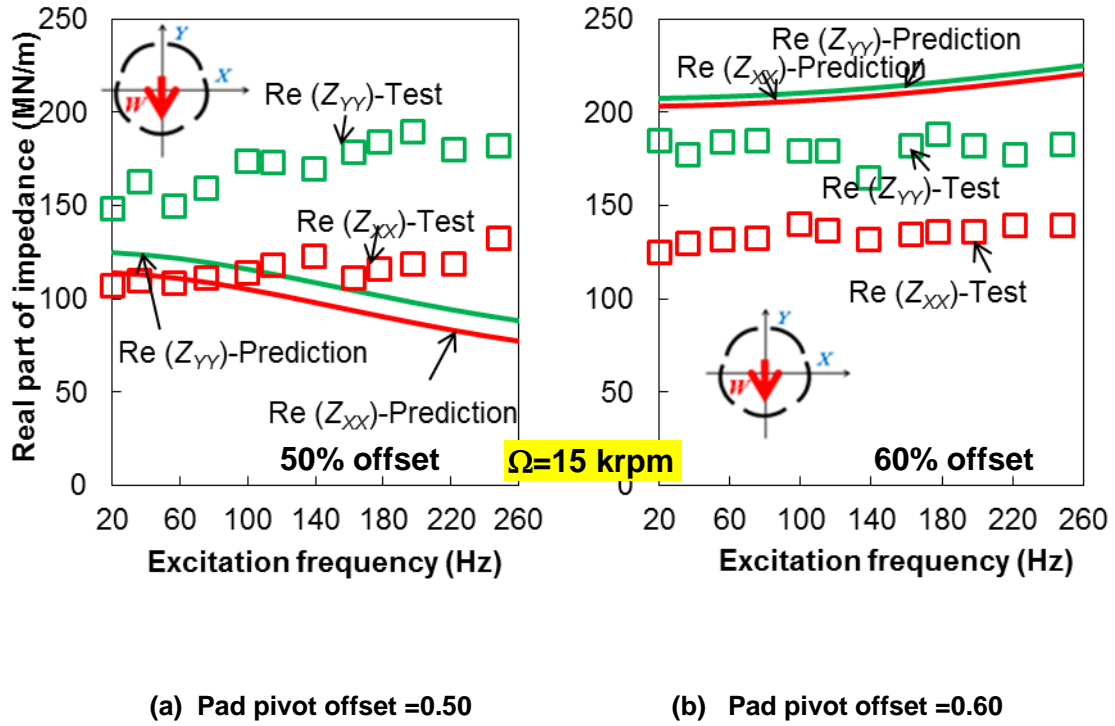 Real part of impedance (MN/m)
250
200
150
100
50
0
20 60 100 140 180 220 260
Excitation frequency (Hz)
Y
X
W
Re (ZYY)-Test
Re (ZXX)-Test
Re (ZYY)-Prediction
Re (ZXX)-Prediction
50% offset
Ω=15 krpm
250
200
150
100
50
0
20 60 100 140 180 220 260
Excitation frequency (Hz)
Re (ZYY)-Prediction
Re (ZXX)-Prediction
Re (ZYY)-Test
Re (ZXX)-Test
Y
X
W
60% offset
(a) Pad pivot offset =0.50
(b) Pad pivot offset =0.60